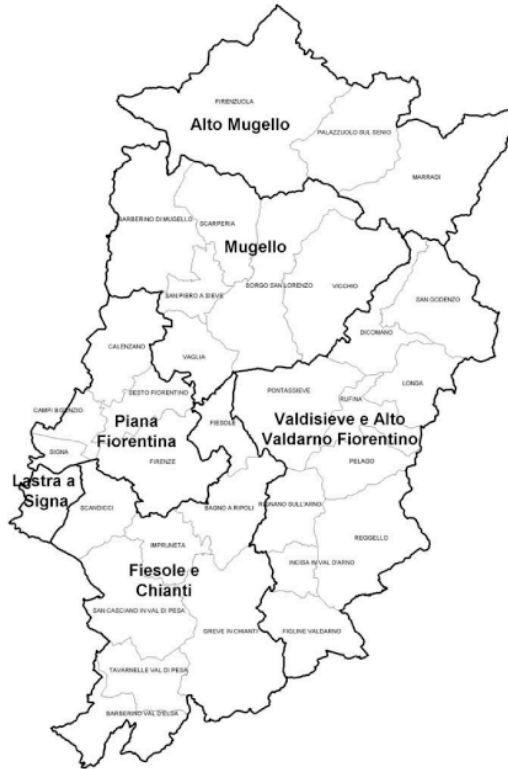 FIRENZUOLA
Alto Mugello
PALAZZUOLO SUL SENIO
MARRADI
BARBERINO DI MUGELLO
SCARPERIA
Mugello
SAN PIERO A SIEVE
BORGO SAN LORENZO
VICCHIO
SAN GODENZO
DICOMANO
CALENZANO
VAGLIA
LONDA
SESTO FIORENTINO
PONTASSIEVE
RUFINA
CAMPI BISENZIO
Piana
Fiorentina
FIESOLE
Valdisieve e Alto
Valdarno Fiorentino
SIGNA
FIRENZE
PELAGO
Lastra a
Signa
SCANDICCI
BAGNO A RIPOLI
RIGNANO SULL'ARNO
REGGELLO
IMPRUNETA
Fiesole e
Chianti
INCISA IN VAL D'ARNO
SAN CASCIANO IN VAL DI PESA
GREVE IN CHIANTI
FIGLINE VALDARNO
TAVARNELLE VAL DI PESA
BARBERINO VAL D'ELSA